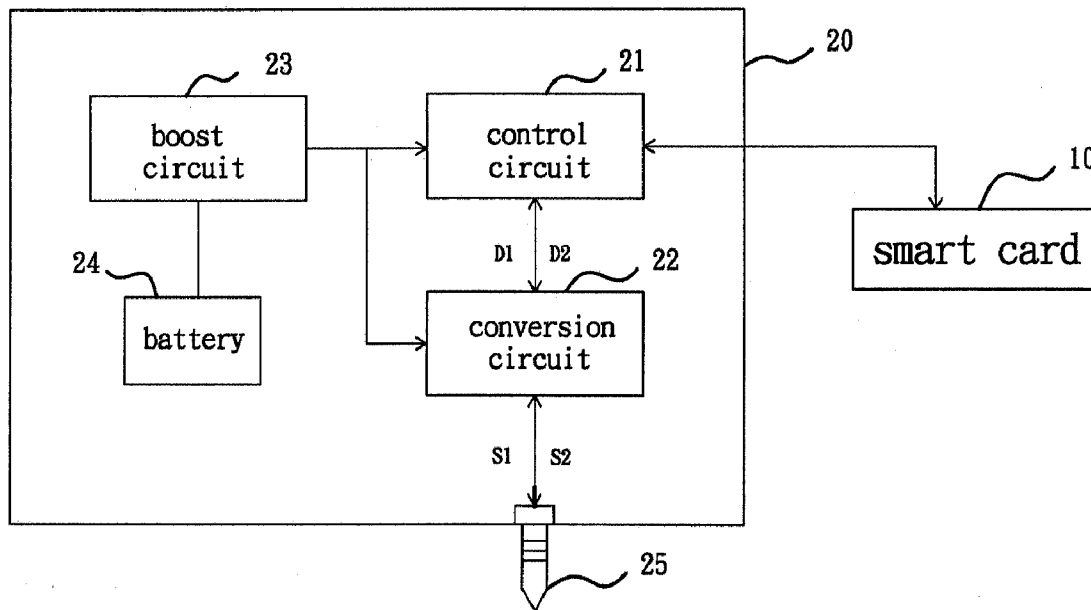 20
23
21
boost
circuit
control
circuit
10
smart card
D1 D2
24
22
battery
conversion
circuit
S1 S2
25